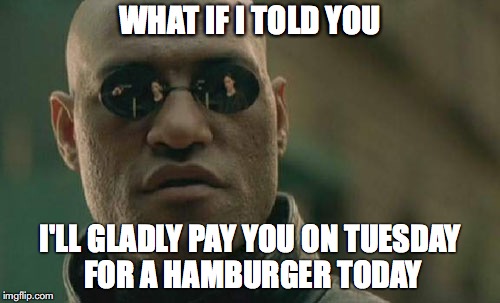 WHAT IF I TOLD YOU
I'LL GLADLY PAY YOU ON TUESDAY
FOR A HAMBURGER TODAY
imgflip.com